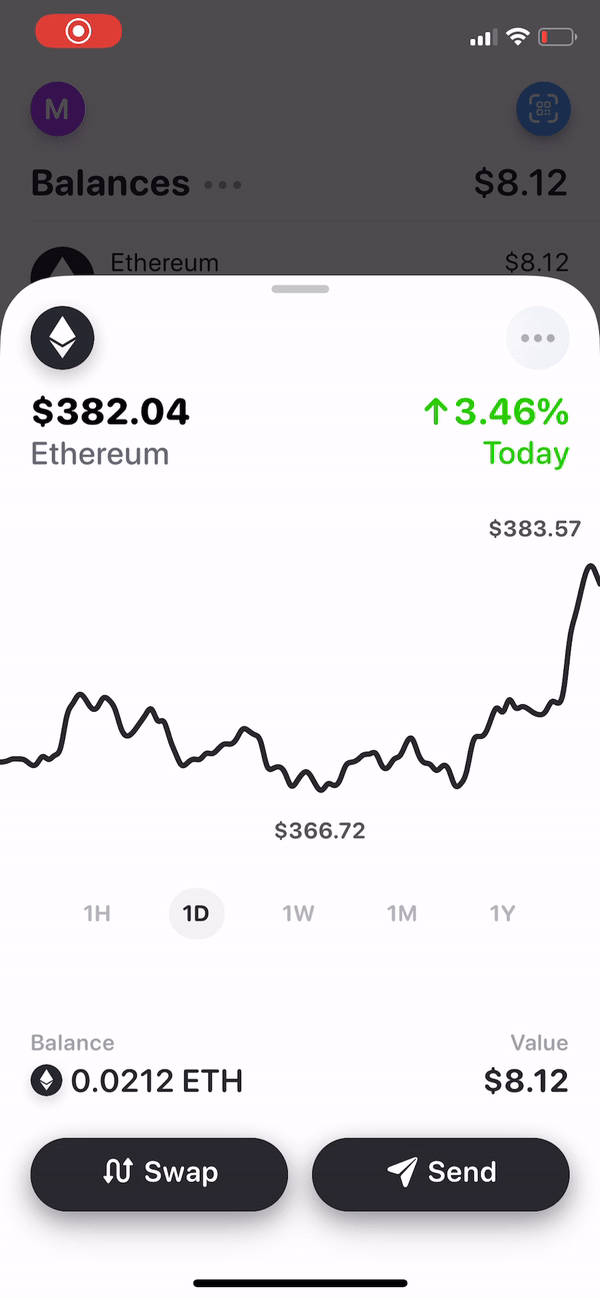 M
Balances
$8.12
Ethereum
$8.12
$382.04
↑3.46%
Ethereum
Today
$383.57
$366.72
1H 1D 1W 1M 1Y
Balance
Value
0.0212 ETH
$8.12
Swap
Send